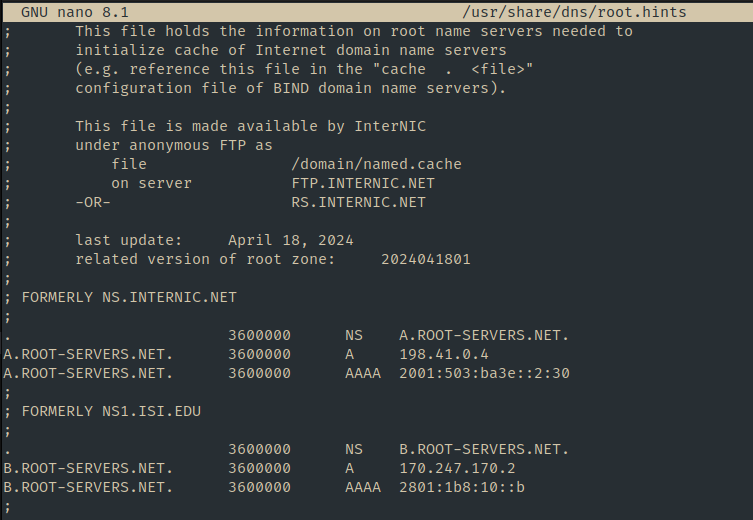 GNU nano 8.1                                     /usr/share/dns/root.hints
;       This file holds the information on root name servers needed to
;       initialize cache of Internet domain name servers
;       (e.g. reference this file in the "cache  .  <file>"
;       configuration file of BIND domain name servers).
;
;       This file is made available by InterNIC
;       under anonymous FTP as
;           file                /domain/named.cache
;           on server           FTP.INTERNIC.NET
;       -OR-                    RS.INTERNIC.NET
;
;       last update:     April 18, 2024
;       related version of root zone:     2024041801
;
; FORMERLY NS.INTERNIC.NET
;
.                        3600000      NS    A.ROOT-SERVERS.NET.
A.ROOT-SERVERS.NET.      3600000      A     198.41.0.4
A.ROOT-SERVERS.NET.      3600000      AAAA  2001:503:ba3e::2:30
;
; FORMERLY NS1.ISI.EDU
;
.                        3600000      NS    B.ROOT-SERVERS.NET.
B.ROOT-SERVERS.NET.      3600000      A     170.247.170.2
B.ROOT-SERVERS.NET.      3600000      AAAA  2801:1b8:10::b
;